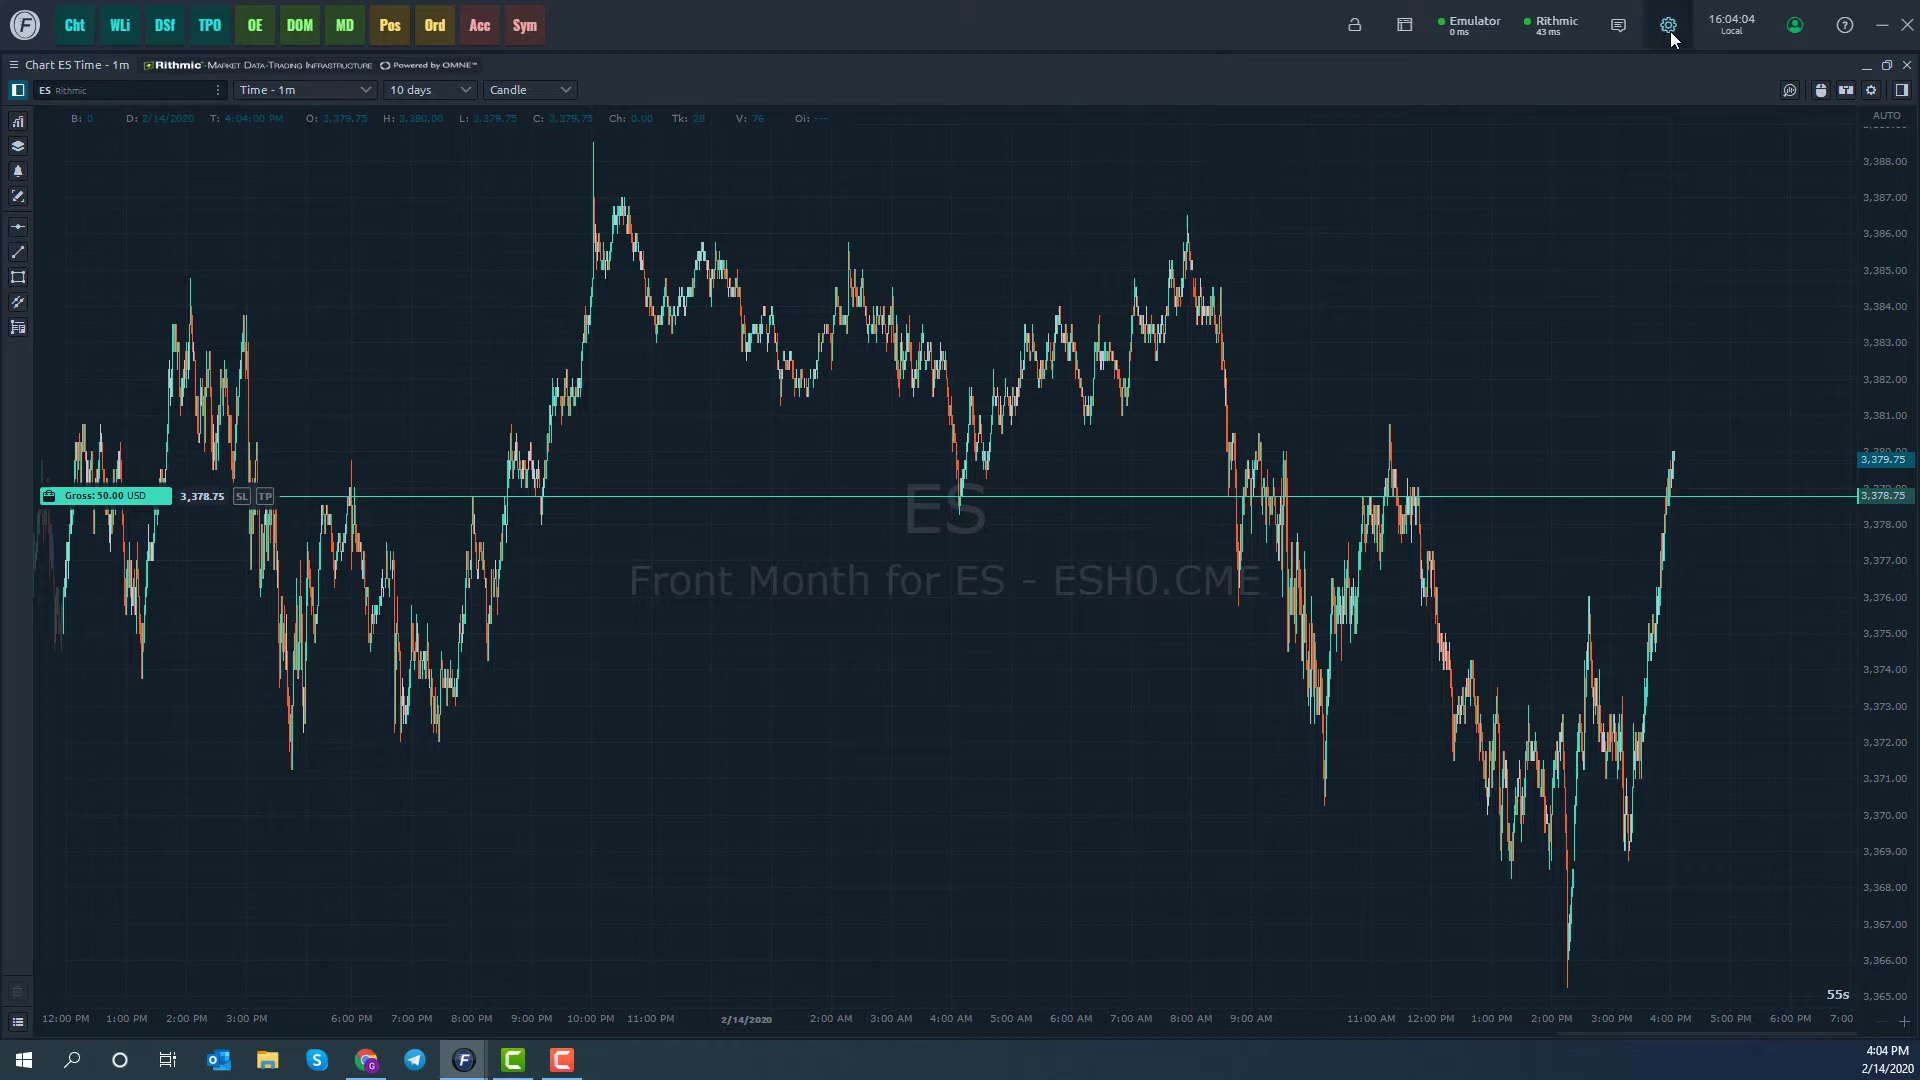 F Cht WLi DSf TPO OE DOM MD Pos Ord Acc Sym
Emulator
0 ms
Rithmic
43 ms
16:04:04
Local
Chart ES Time - 1m
Rithmic - MARKET DATA-TRADING INFRASTRUCTURE
Powered by OMNE™
ES Rithmic
Time - 1m
10 days
Candle
B: 0 D: 2/14/2020 T: 4:04:00 PM O: 3,379.75 H: 3,380.00 L: 3,379.75 C: 3,379.75 Ch: 0.00 Tk: 28 V: 76 Oi: ---
AUTO
3,388.00
3,387.00
3,386.00
3,385.00
3,384.00
3,383.00
3,382.00
3,381.00
3,379.75
Gross: 50.00 USD 3,378.75 SL TP
3,378.75
ES
3,378.00
3,377.00
Front Month for ES - ESH0.CME
3,376.00
3,375.00
3,374.00
3,373.00
3,372.00
3,371.00
3,370.00
3,369.00
3,368.00
3,367.00
3,366.00
55s
3,365.00
12:00 PM 1:00 PM 2:00 PM 3:00 PM 6:00 PM 7:00 PM 8:00 PM 9:00 PM 10:00 PM 11:00 PM 2/14/2020 2:00 AM 3:00 AM 4:00 AM 5:00 AM 6:00 AM 7:00 AM 8:00 AM 9:00 AM 11:00 AM 12:00 PM 1:00 PM 2:00 PM 3:00 PM 4:00 PM 5:00 PM 6:00 PM 7:00
4:04 PM
2/14/2020